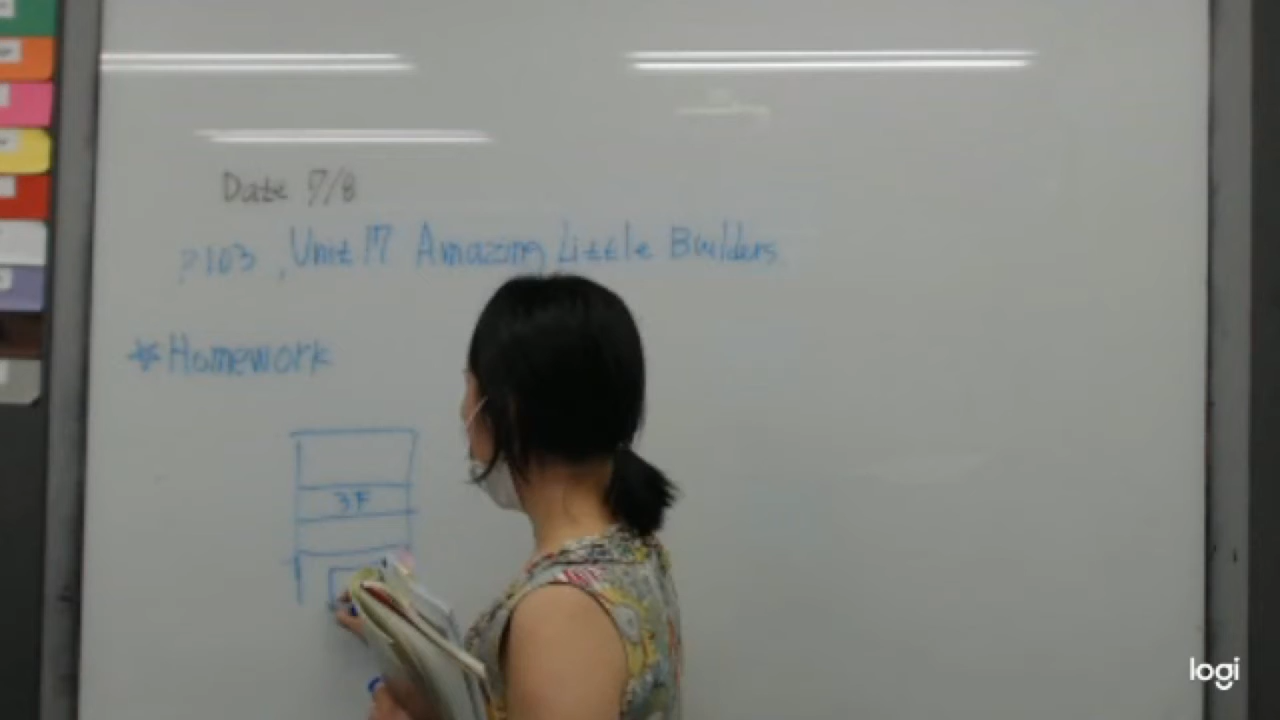 Date 7/8
P103, Unit 17 Amazing Little Builders
*Homework
3F
logi